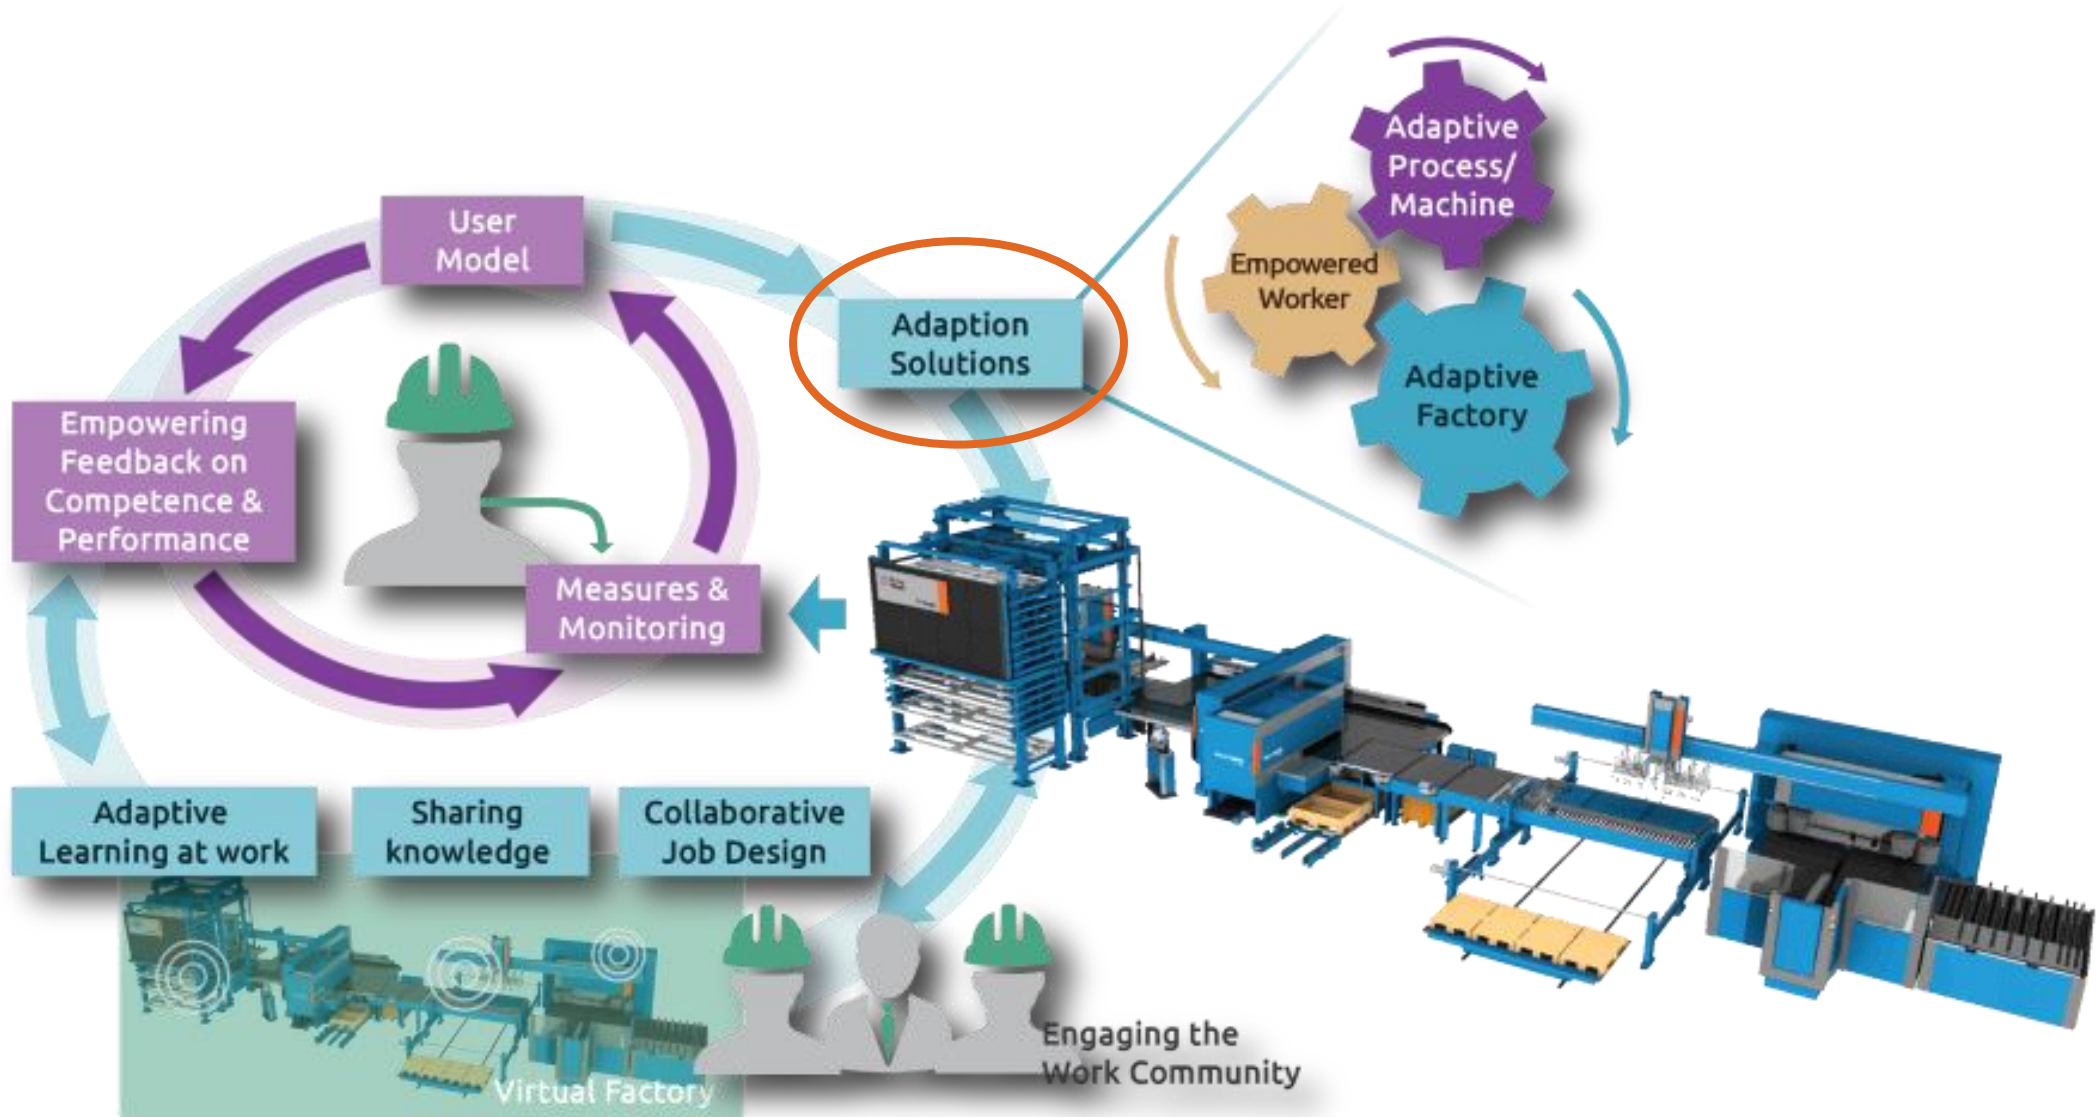 Adaptive
Process/
Machine
User
Model
Empowered
Worker
Adaption
Solutions
Adaptive
Factory
Empowering
Feedback on
Competence &
Performance
Measures &
Monitoring
Adaptive
Learning at work
Sharing
knowledge
Collaborative
Job Design
Virtual Factory
Engaging the
Work Community